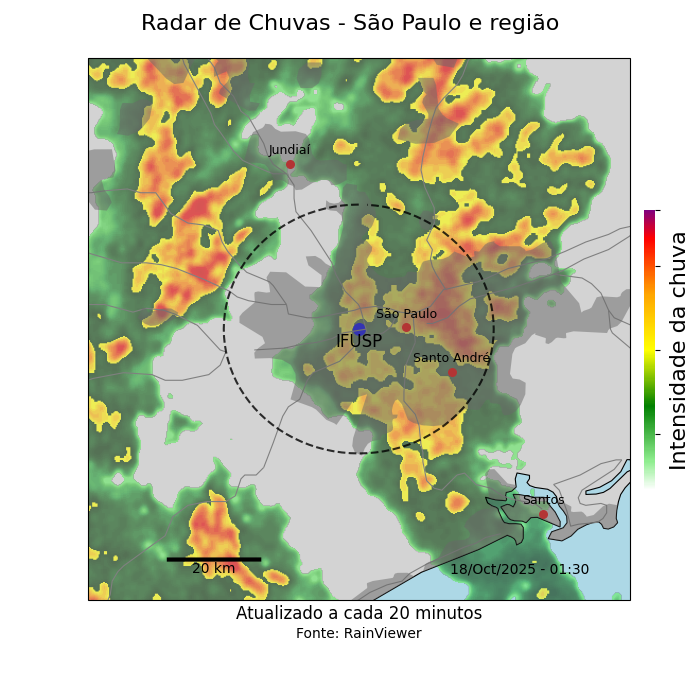 Radar de Chuvas - São Paulo e região
Jundiaí
São Paulo
IFUSP
Santo André
Santos
20 km
18/Oct/2025 - 01:30
Intensidade da chuva
Atualizado a cada 20 minutos
Fonte: RainViewer